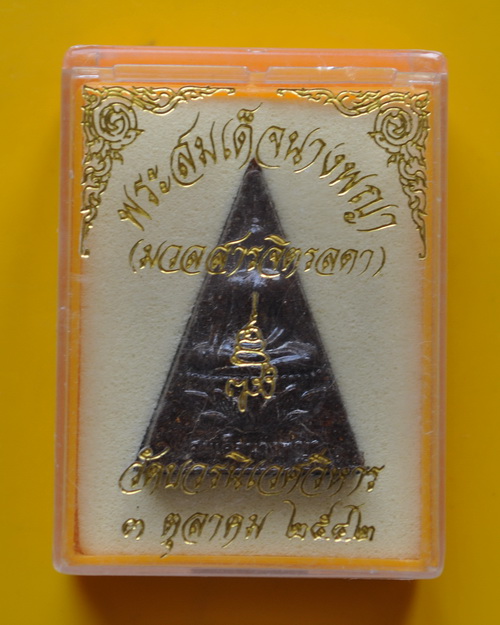 พระสมเด็จนางพญา
(มวลสารจิตรลดา)
วัดบวรนิเวศวิหาร
๓ ตุลาคม ๒๕๔๒